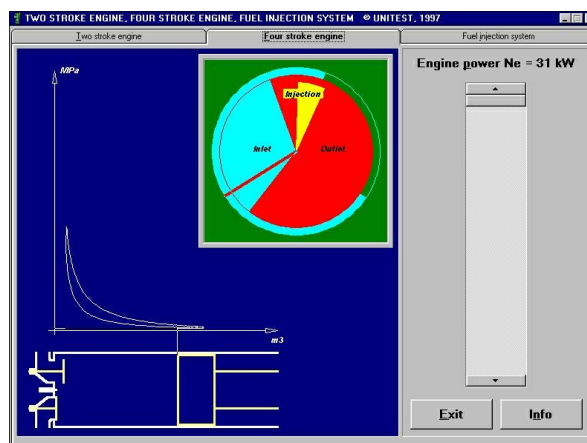 TWO STROKE ENGINE, FOUR STROKE ENGINE, FUEL INJECTION SYSTEM © UNITEST, 1997
Two stroke engine
Four stroke engine
Fuel injection system
MPa
Injection
Inlet
Outlet
m3
Engine power Ne = 31 kW
Exit
Info